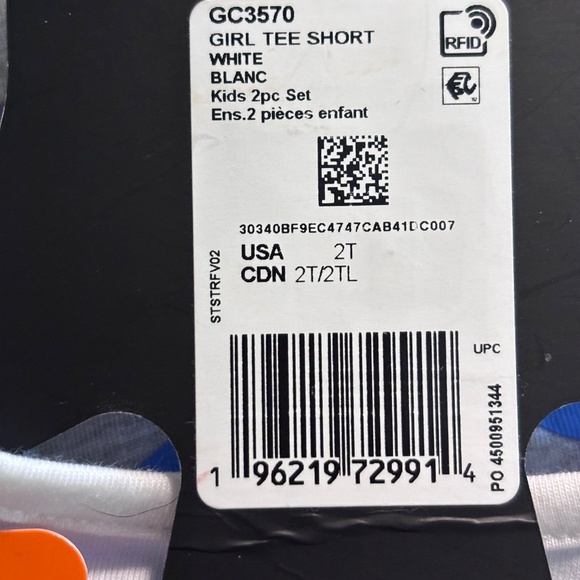 GC3570
GIRL TEE SHORT
WHITE
BLANC
Kids 2pc Set
Ens.2 pièces enfant
RFID
30340BF9EC4747CAB41DC007
USA 2T
CDN 2T/2TL
STSTRFV02
UPC
1 96219 72991 4
PO 4500951344